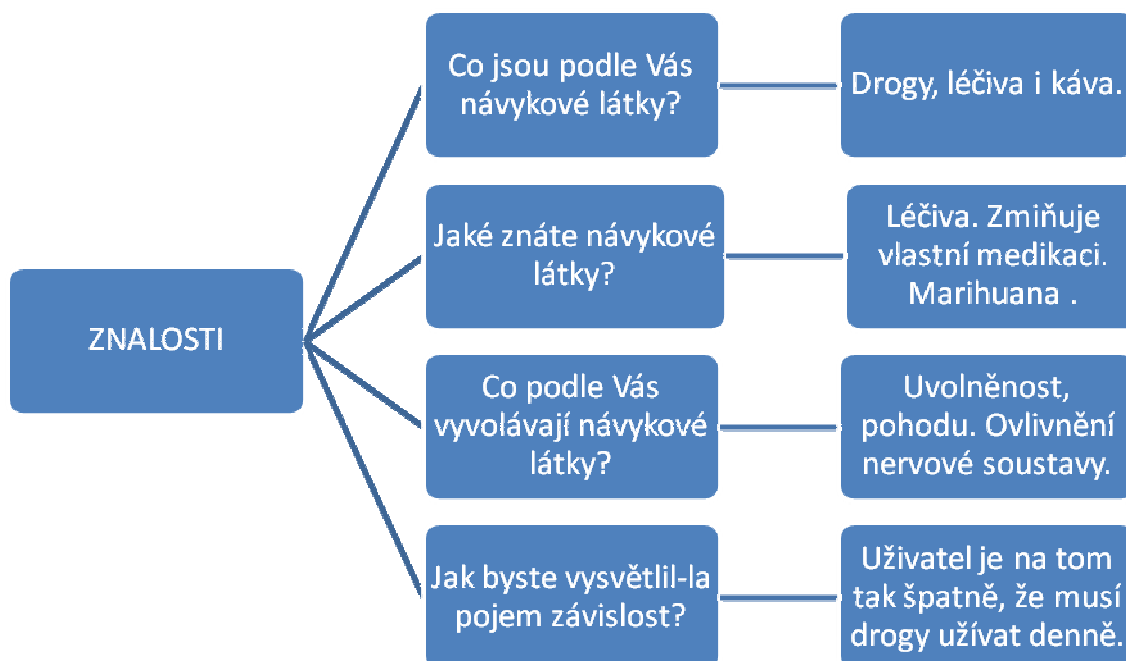 ZNALOSTI
Co jsou podle Vás
návykové látky?
Drogy, léčiva i káva.
Jaké znáte návykové
látky?
Léčiva. Zmiňuje
vlastní medikaci.
Marihuana .
Co podle Vás
vyvolávají návykové
látky?
Uvolněnost,
pohodu. Ovlivnění
nervové soustavy.
Jak byste vysvětlil-la
pojem závislost?
Uživatel je na tom
tak špatně, že musí
drogy užívat denně.